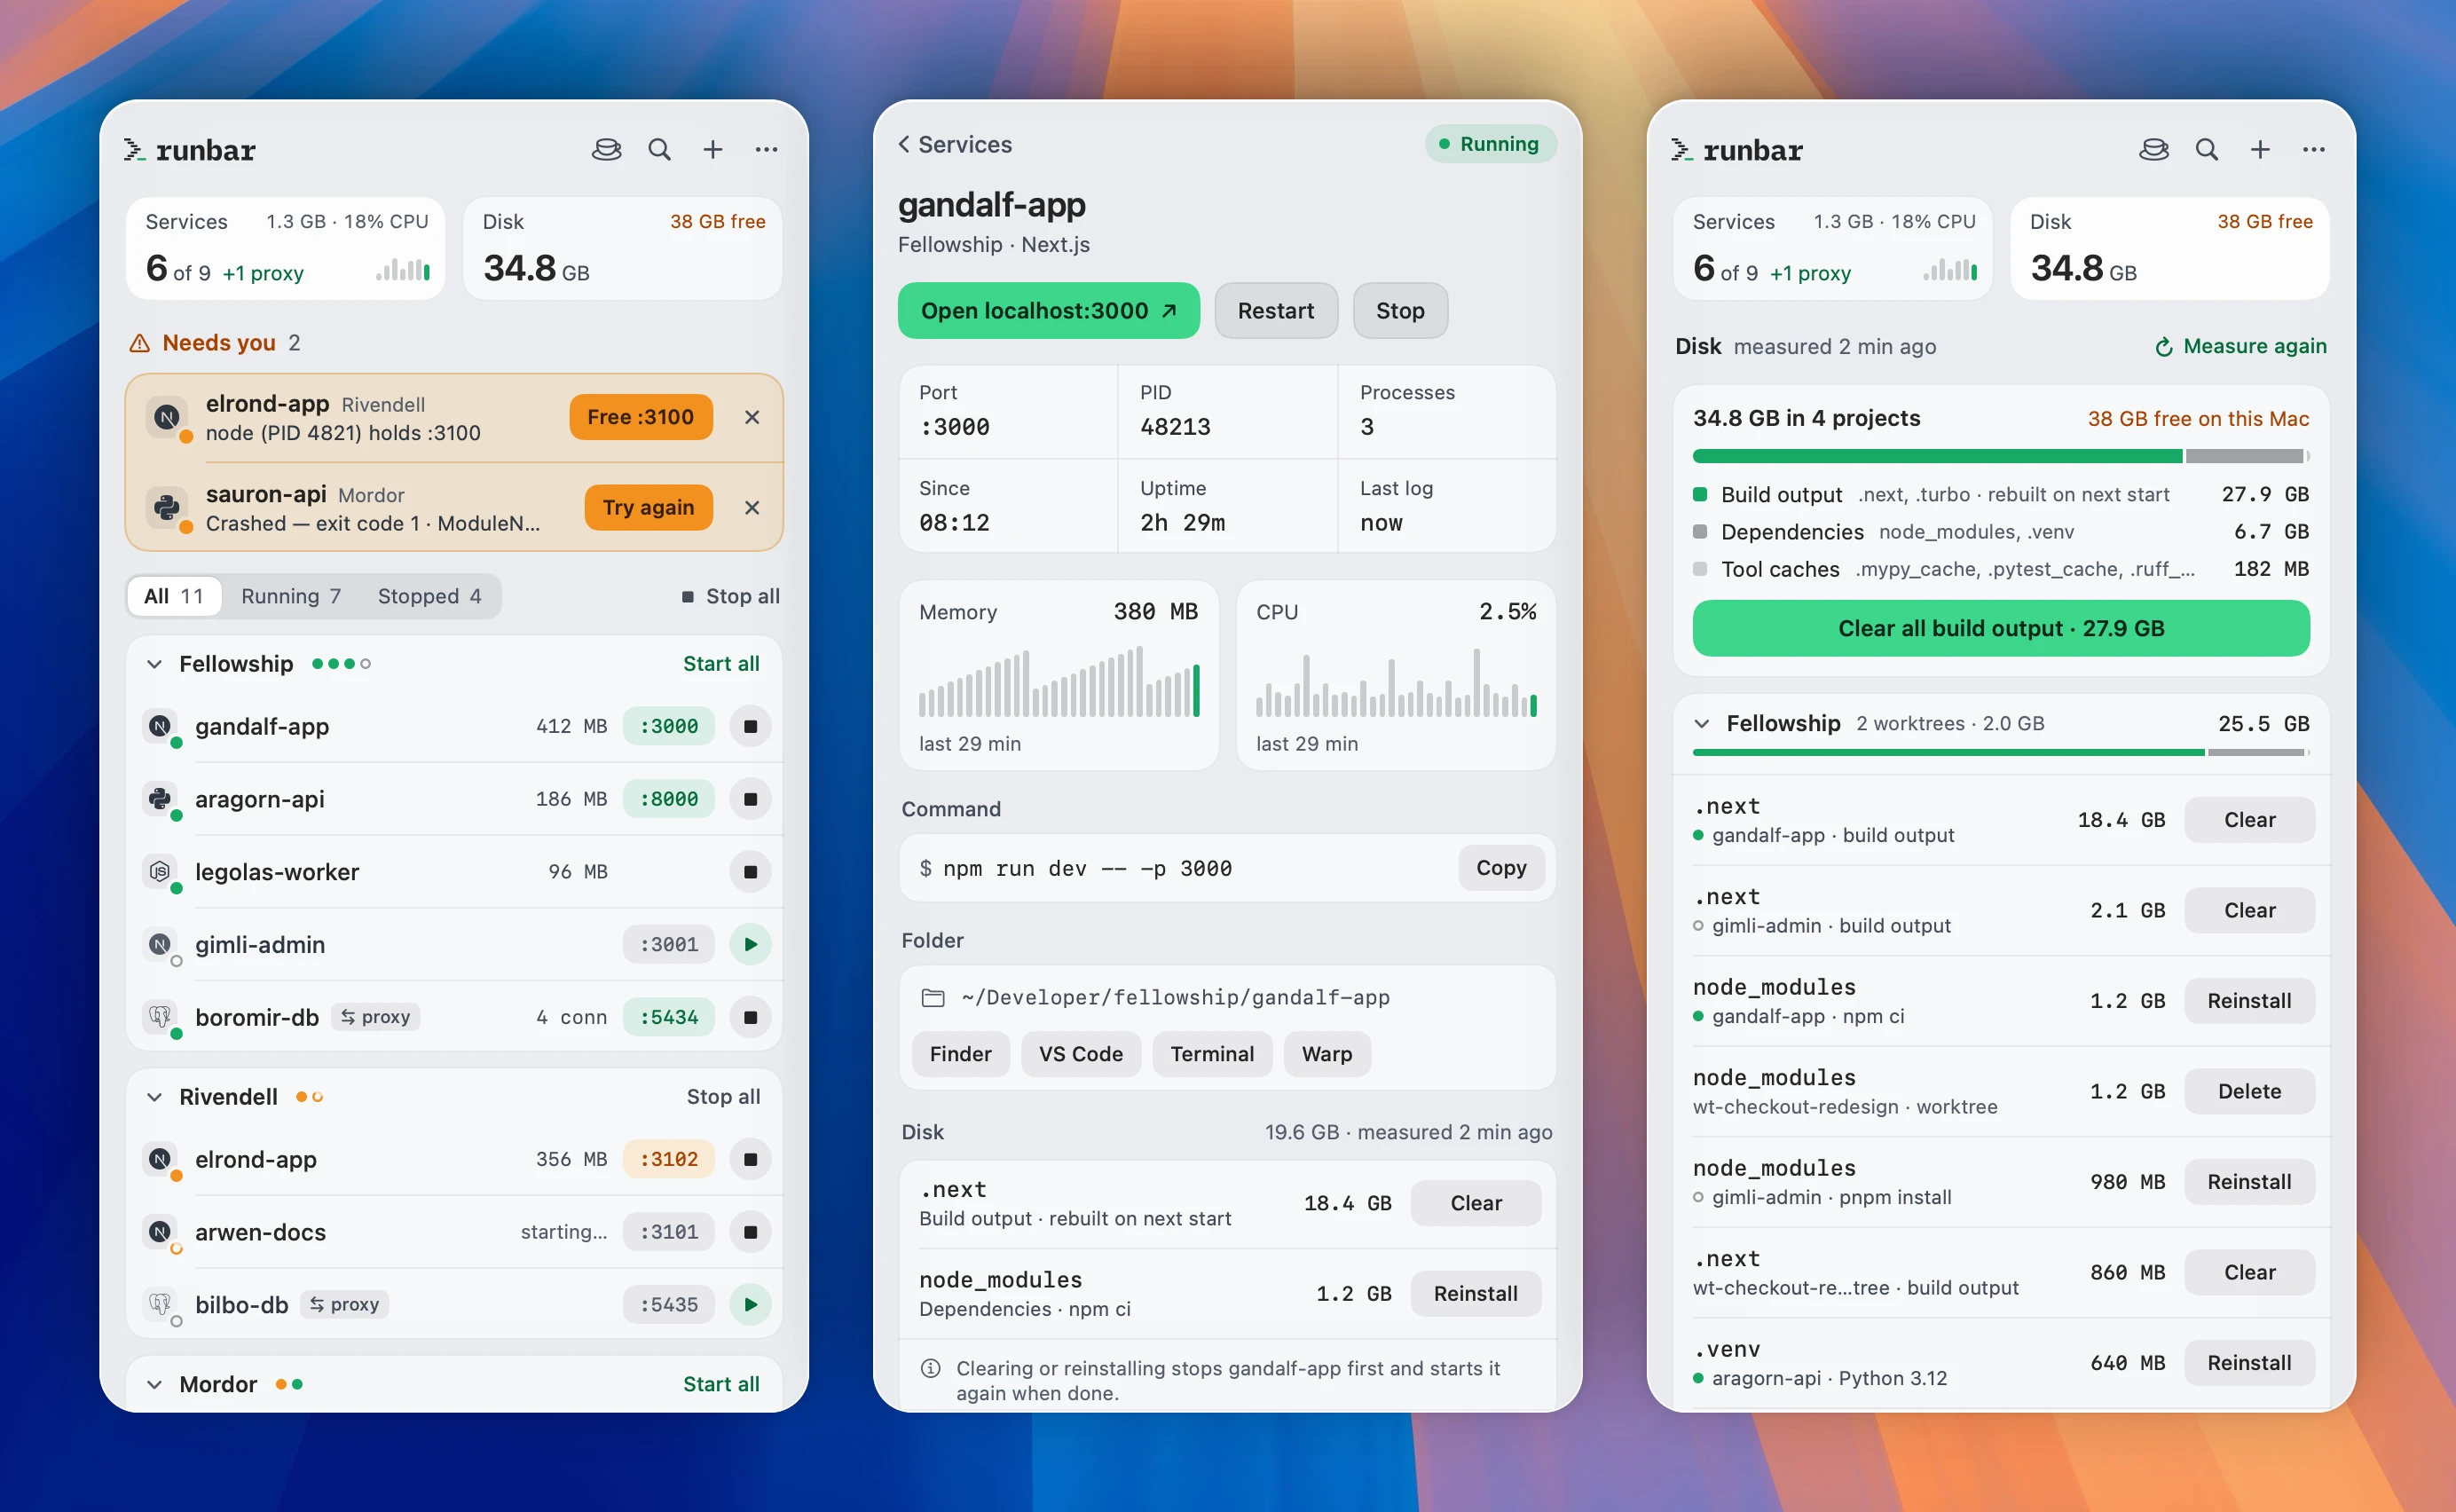 runbar
Services 1.3 GB · 18% CPU
6 of 9 +1 proxy
Disk 38 GB free
34.8 GB
Needs you 2
elrond-app Rivendell
node (PID 4821) holds :3100
Free :3100
sauron-api Mordor
Crashed — exit code 1 · ModuleN...
Try again
All 11 Running 7 Stopped 4 Stop all
Fellowship Start all
gandalf-app 412 MB :3000
aragorn-api 186 MB :8000
legolas-worker 96 MB
gimli-admin :3001
boromir-db proxy 4 conn :5434
Rivendell Stop all
elrond-app 356 MB :3102
arwen-docs starting... :3101
bilbo-db proxy :5435
Mordor Start all
Services Running
gandalf-app
Fellowship · Next.js
Open localhost:3000 Restart Stop
Port PID Processes
:3000 48213 3
Since Uptime Last log
08:12 2h 29m now
Memory 380 MB
last 29 min
CPU 2.5%
last 29 min
Command
$ npm run dev -- -p 3000 Copy
Folder
~/Developer/fellowship/gandalf-app
Finder VS Code Terminal Warp
Disk 19.6 GB · measured 2 min ago
.next
Build output · rebuilt on next start
18.4 GB Clear
node_modules
Dependencies · npm ci
1.2 GB Reinstall
Clearing or reinstalling stops gandalf-app first and starts it
again when done.
runbar
Services 1.3 GB · 18% CPU
6 of 9 +1 proxy
Disk 38 GB free
34.8 GB
Disk measured 2 min ago Measure again
34.8 GB in 4 projects 38 GB free on this Mac
Build output .next, .turbo · rebuilt on next start 27.9 GB
Dependencies node_modules, .venv 6.7 GB
Tool caches .mypy_cache, .pytest_cache, .ruff_... 182 MB
Clear all build output · 27.9 GB
Fellowship 2 worktrees · 2.0 GB 25.5 GB
.next
gandalf-app · build output
18.4 GB Clear
.next
gimli-admin · build output
2.1 GB Clear
node_modules
gandalf-app · npm ci
1.2 GB Reinstall
node_modules
wt-checkout-redesign · worktree
1.2 GB Delete
node_modules
gimli-admin · pnpm install
980 MB Reinstall
.next
wt-checkout-re...tree · build output
860 MB Clear
.venv
aragorn-api · Python 3.12
640 MB Reinstall